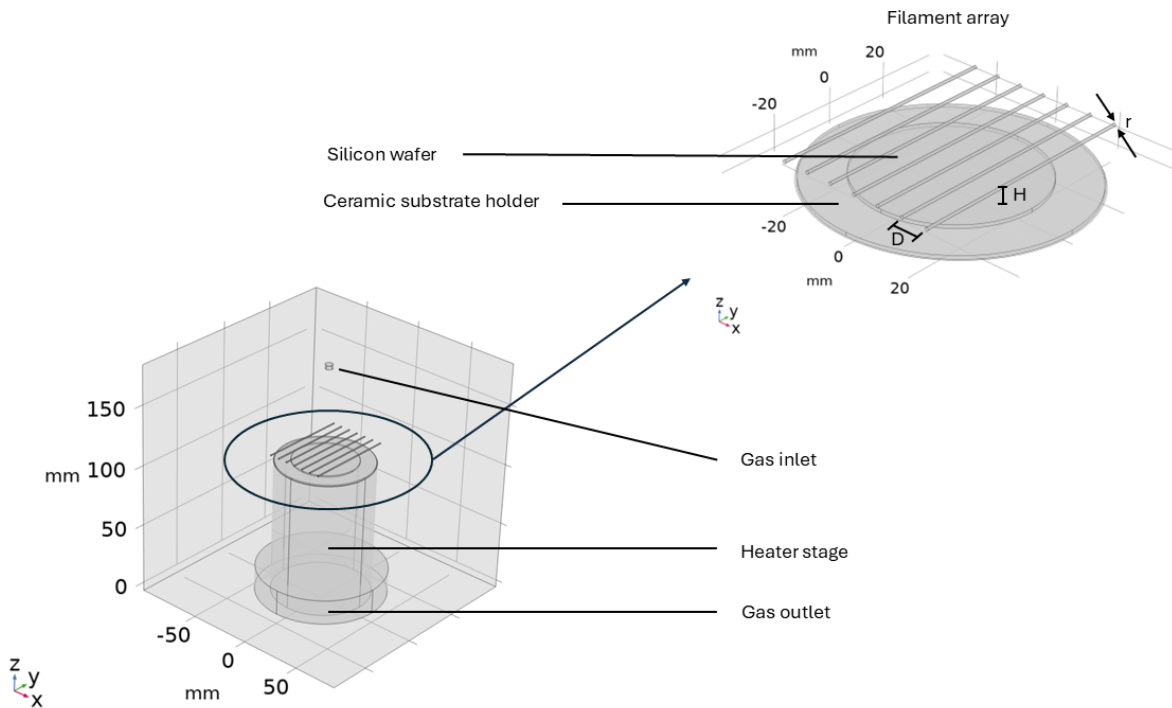 Filament array
mm
20
0
-20
r
Silicon wafer
Ceramic substrate holder
H
D
-20
0
mm
20
z
y
x
150
mm 100
50
0
-50
0
mm
50
Gas inlet
Heater stage
Gas outlet
z
y
x